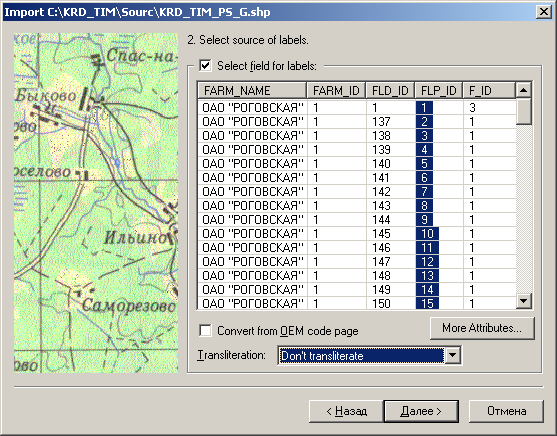 Import C:\KRD_TIM\Sourc\KRD_TIM_PS_G.shp
Спас-на-
Быково
оселово
Ильино
Саморезово
2. Select source of labels.
Select field for labels:
FARM_NAME FARM_ID FLD_ID FLP_ID F_ID
ОАО "РОГОВСКАЯ" 1 1 1 3
ОАО "РОГОВСКАЯ" 1 137 2 1
ОАО "РОГОВСКАЯ" 1 138 3 1
ОАО "РОГОВСКАЯ" 1 139 4 1
ОАО "РОГОВСКАЯ" 1 140 5 1
ОАО "РОГОВСКАЯ" 1 141 6 1
ОАО "РОГОВСКАЯ" 1 142 7 1
ОАО "РОГОВСКАЯ" 1 143 8 1
ОАО "РОГОВСКАЯ" 1 144 9 1
ОАО "РОГОВСКАЯ" 1 145 10 1
ОАО "РОГОВСКАЯ" 1 146 11 1
ОАО "РОГОВСКАЯ" 1 147 12 1
ОАО "РОГОВСКАЯ" 1 148 13 1
ОАО "РОГОВСКАЯ" 1 149 14 1
ОАО "РОГОВСКАЯ" 1 150 15 1
Convert from OEM code page
More Attributes...
Transliteration: Don't transliterate
< Назад Далее > Отмена